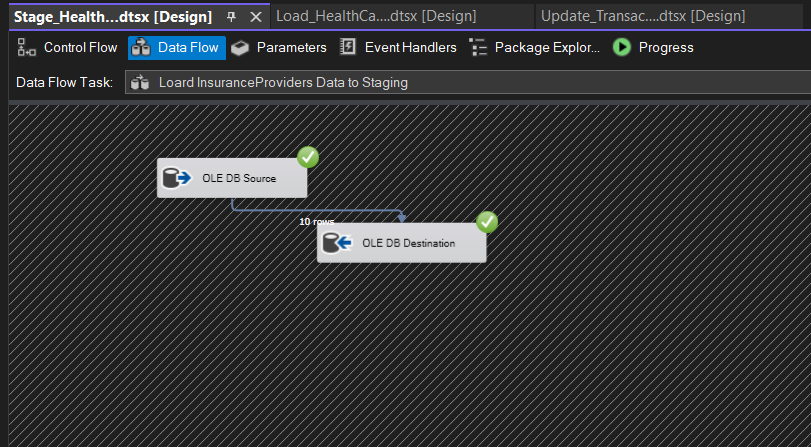 Stage_Health...dtsx [Design] Load_HealthCa....dtsx [Design] Update_Transac....dtsx [Design]
Control Flow Data Flow Parameters Event Handlers Package Explor... Progress
Data Flow Task: Loard InsuranceProviders Data to Staging
OLE DB Source
10 rows
OLE DB Destination